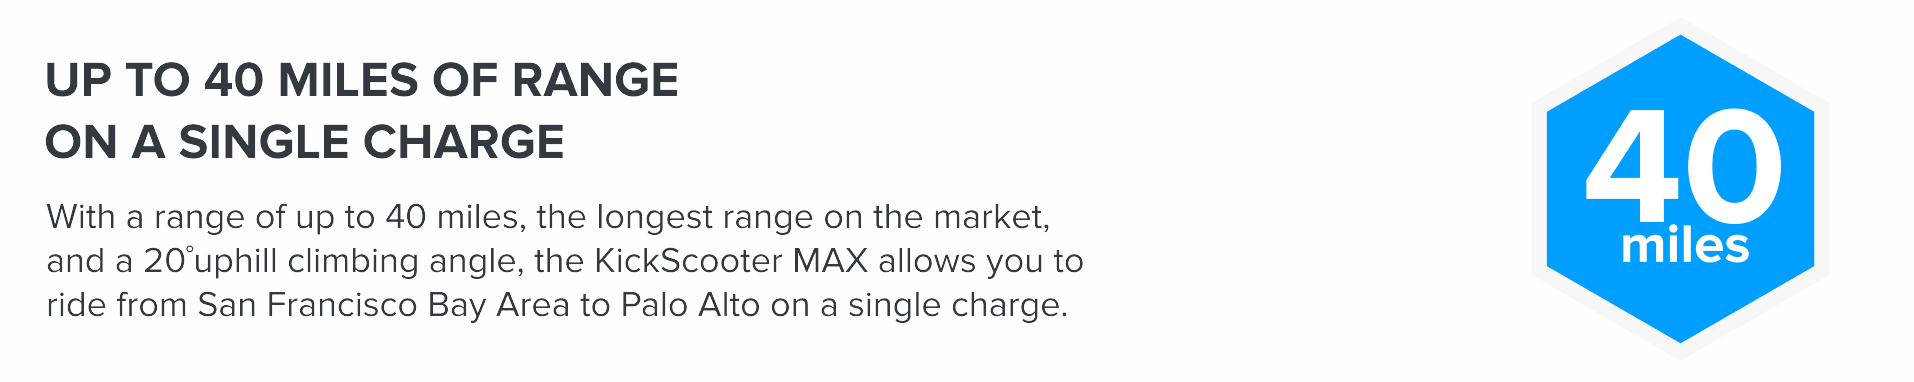 UP TO 40 MILES OF RANGE
ON A SINGLE CHARGE
With a range of up to 40 miles, the longest range on the market,
and a 20°uphill climbing angle, the KickScooter MAX allows you to
ride from San Francisco Bay Area to Palo Alto on a single charge.
40
miles